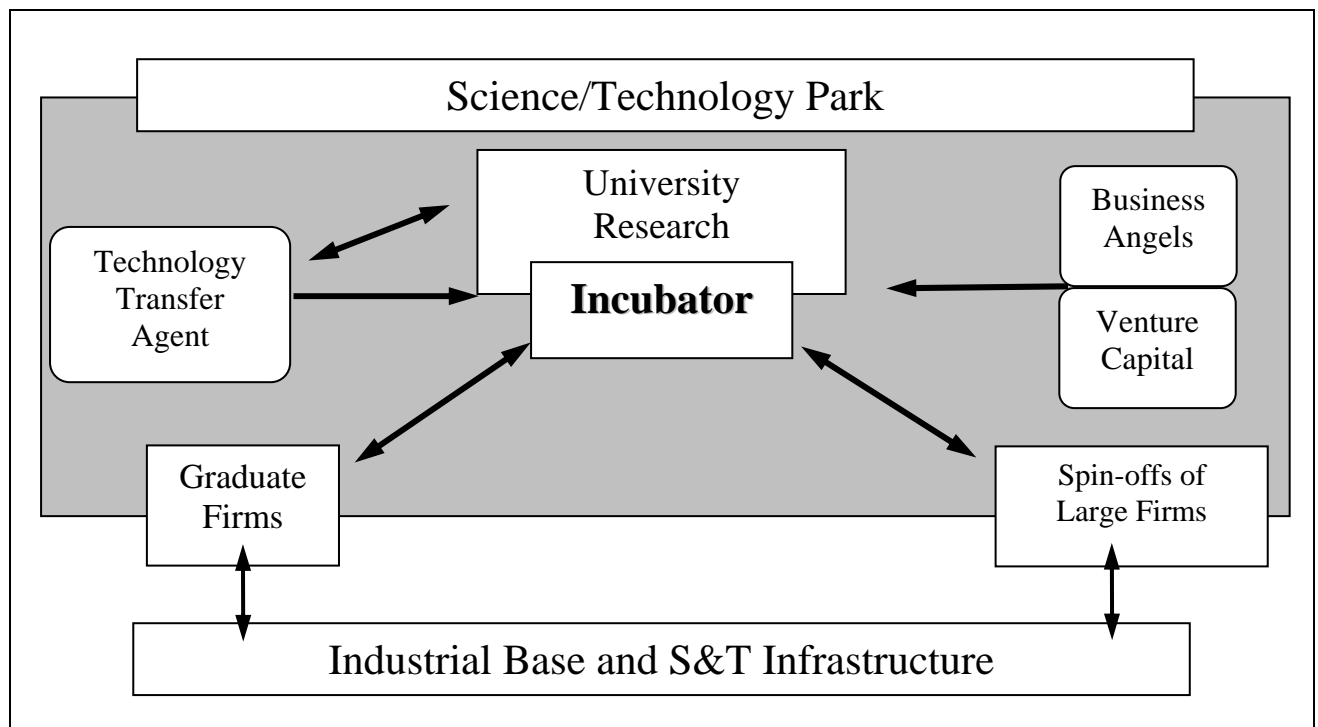 Science/Technology Park
University
Research
Business
Angels
Technology
Transfer
Agent
Incubator
Venture
Capital
Graduate
Firms
Spin-offs of
Large Firms
Industrial Base and S&T Infrastructure